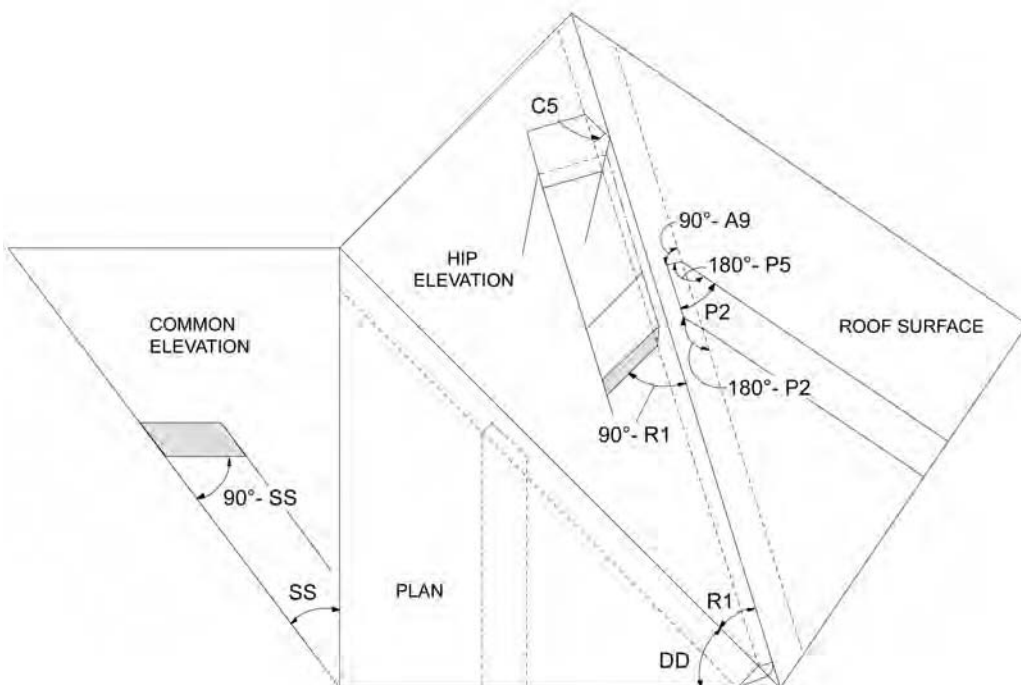 C5
90°- A9
180°- P5
HIP
ELEVATION
P2
COMMON
ELEVATION
ROOF SURFACE
180°- P2
90°- R1
90°- SS
SS
PLAN
R1
DD